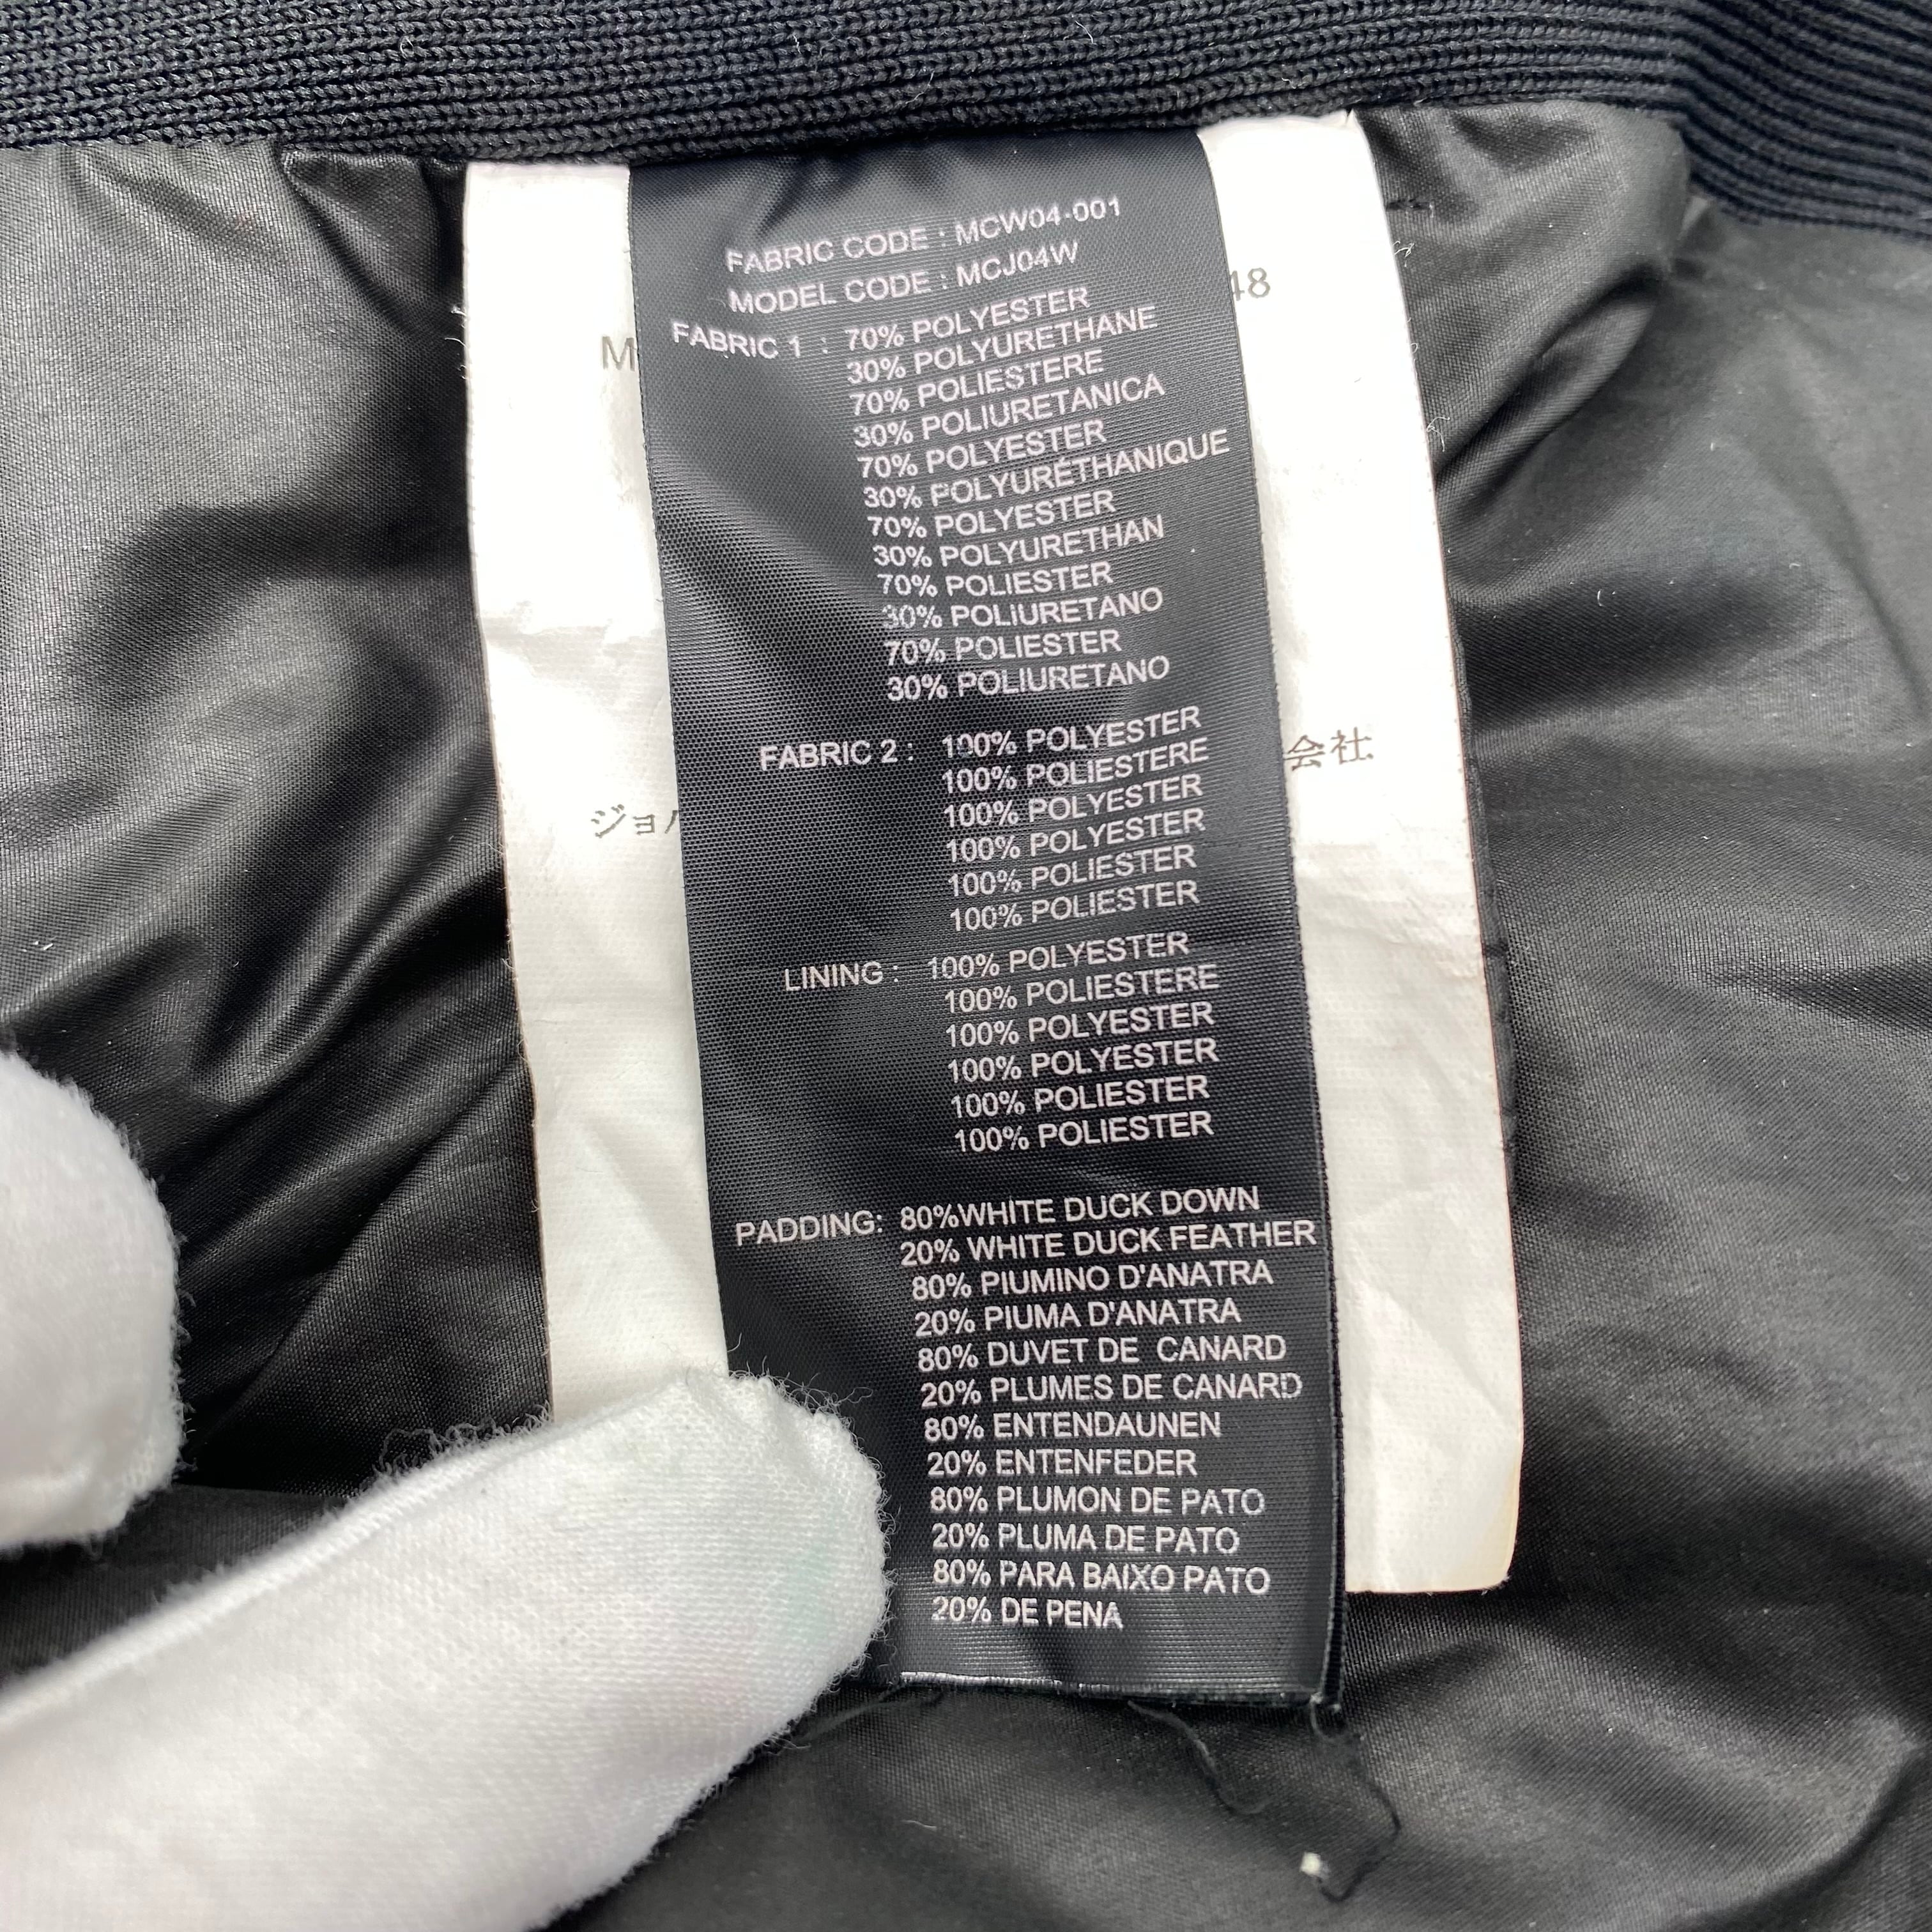 FABRIC CODE : MCW04-001
MODEL CODE : MCJ04W
FABRIC 1 : 70% POLYESTER
30% POLYURETHANE
70% POLIESTERE
30% POLIURETANICA
70% POLYESTER
30% POLYURÉTHANIQUE
70% POLYESTER
30% POLYURETHAN
70% POLIESTER
30% POLIURETANO
70% POLIESTER
30% POLIURETANO
FABRIC 2 : 100% POLYESTER
100% POLIESTERE
100% POLYESTER
100% POLYESTER
100% POLIESTER
100% POLIESTER
LINING : 100% POLYESTER
100% POLIESTERE
100% POLYESTER
100% POLYESTER
100% POLIESTER
100% POLIESTER
PADDING: 80%WHITE DUCK DOWN
20% WHITE DUCK FEATHER
80% PIUMINO D'ANATRA
20% PIUMA D'ANATRA
80% DUVET DE CANARD
20% PLUMES DE CANARD
80% ENTENDAUNEN
20% ENTENFEDER
80% PLUMON DE PATO
20% PLUMA DE PATO
80% PARA BAIXO PATO
20% DE PENA
M
48
ジョ
会社